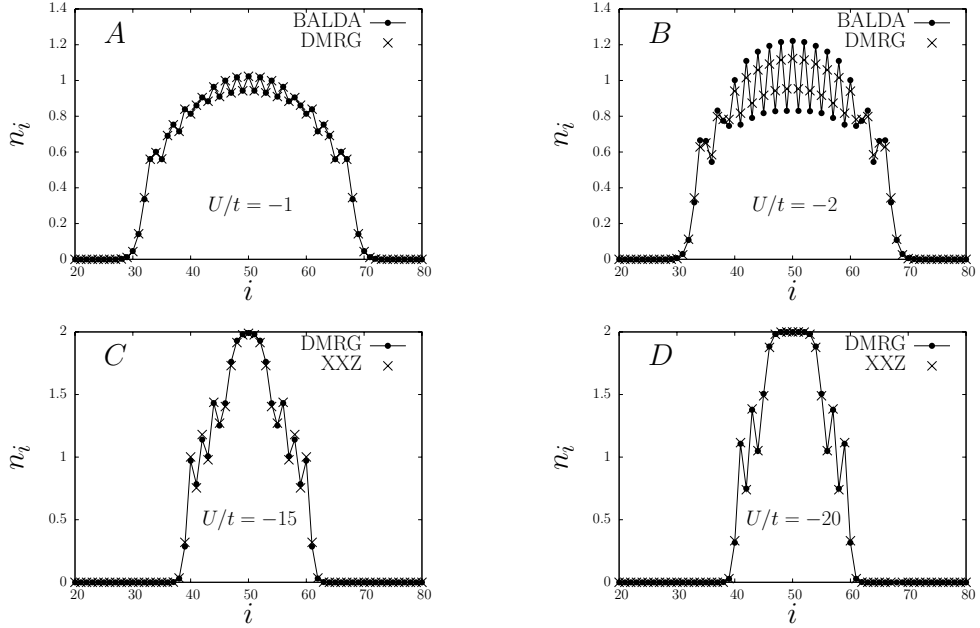 1.4
1.2
1
0.8
0.6
0.4
0.2
0
n_i
A
BALDA
DMRG
U/t = −1
20 30 40 50 60 70 80
i
1.4
1.2
1
0.8
0.6
0.4
0.2
0
n_i
B
BALDA
DMRG
U/t = −2
20 30 40 50 60 70 80
i
2
1.5
1
0.5
0
n_i
C
DMRG
XXZ
U/t = −15
20 30 40 50 60 70 80
i
2
1.5
1
0.5
0
n_i
D
DMRG
XXZ
U/t = −20
20 30 40 50 60 70 80
i